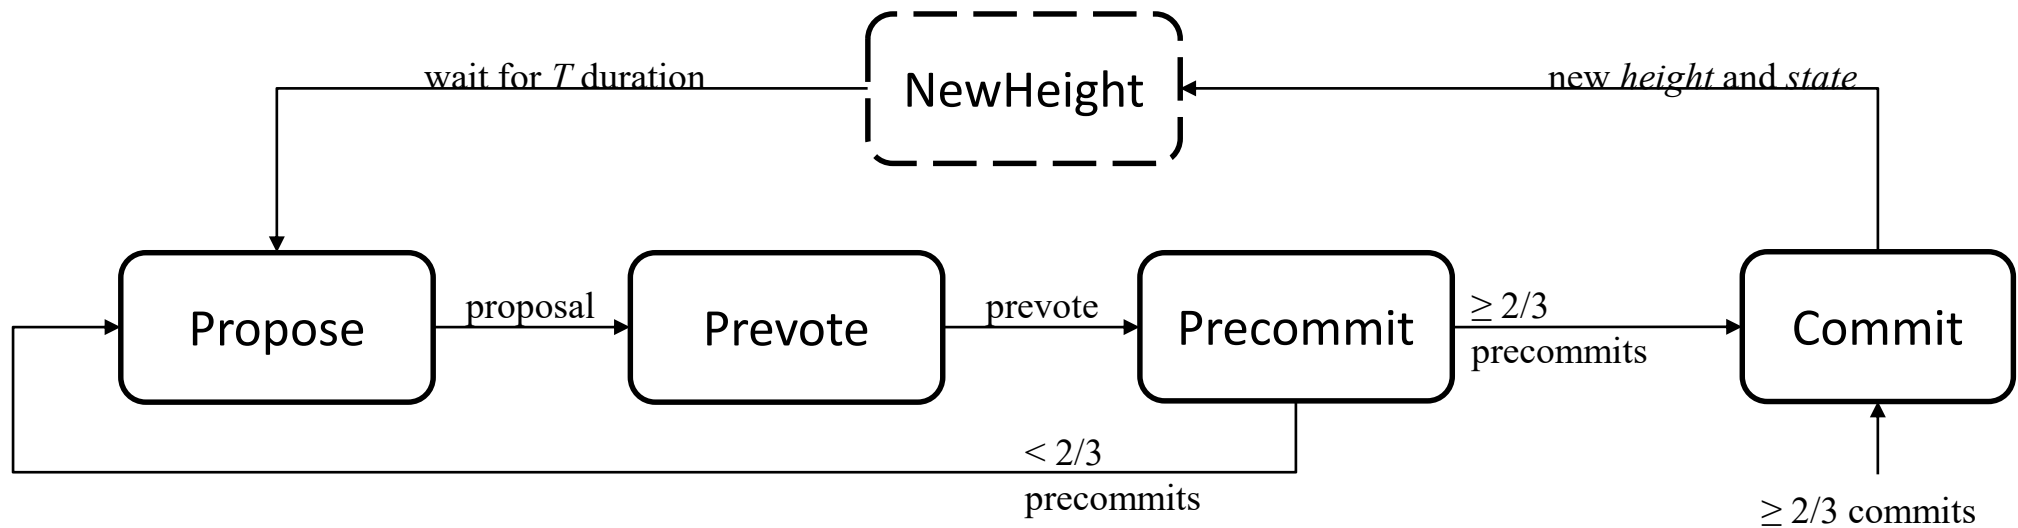 NewHeight
wait for T duration
new height and state
Propose
proposal
Prevote
prevote
Precommit
≥ 2/3
precommits
Commit
< 2/3
precommits
≥ 2/3 commits